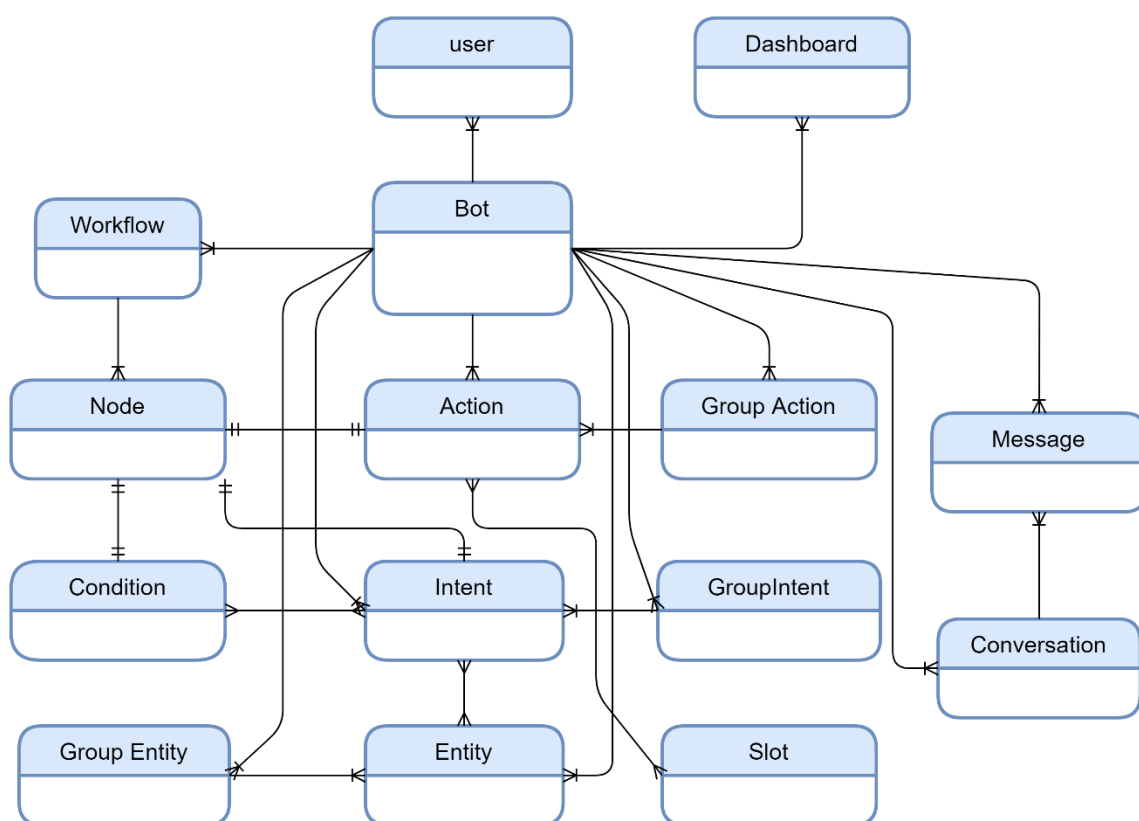 user
Dashboard
Bot
Workflow
Node
Action
Group Action
Message
Condition
Intent
GroupIntent
Conversation
Group Entity
Entity
Slot